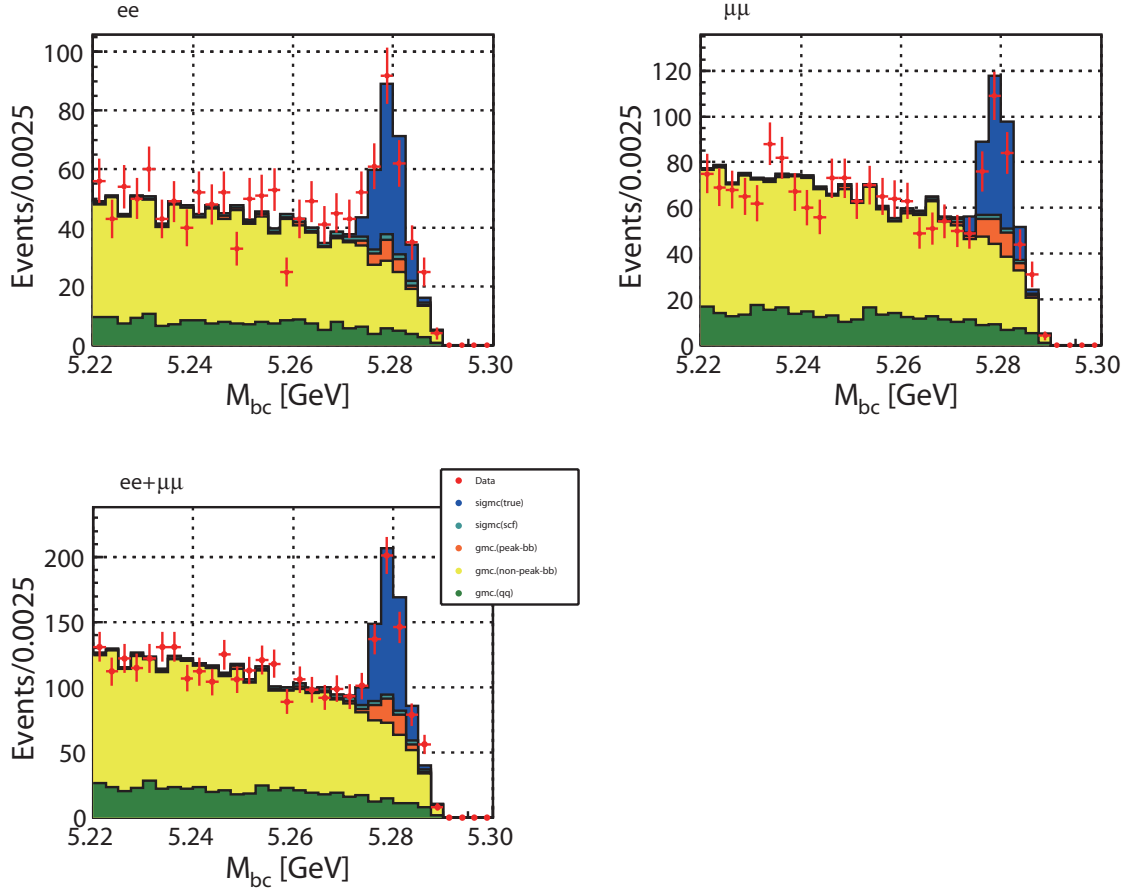 ee
Events/0.0025
100
80
60
40
20
0
5.22 5.24 5.26 5.28 5.30
M_bc [GeV]
μμ
Events/0.0025
120
100
80
60
40
20
0
5.22 5.24 5.26 5.28 5.30
M_bc [GeV]
ee+μμ
Events/0.0025
200
150
100
50
0
5.22 5.24 5.26 5.28 5.30
M_bc [GeV]
Data
sigmc(true)
sigmc(scf)
gmc.(peak-bb)
gmc.(non-peak-bb)
gmc.(qq)